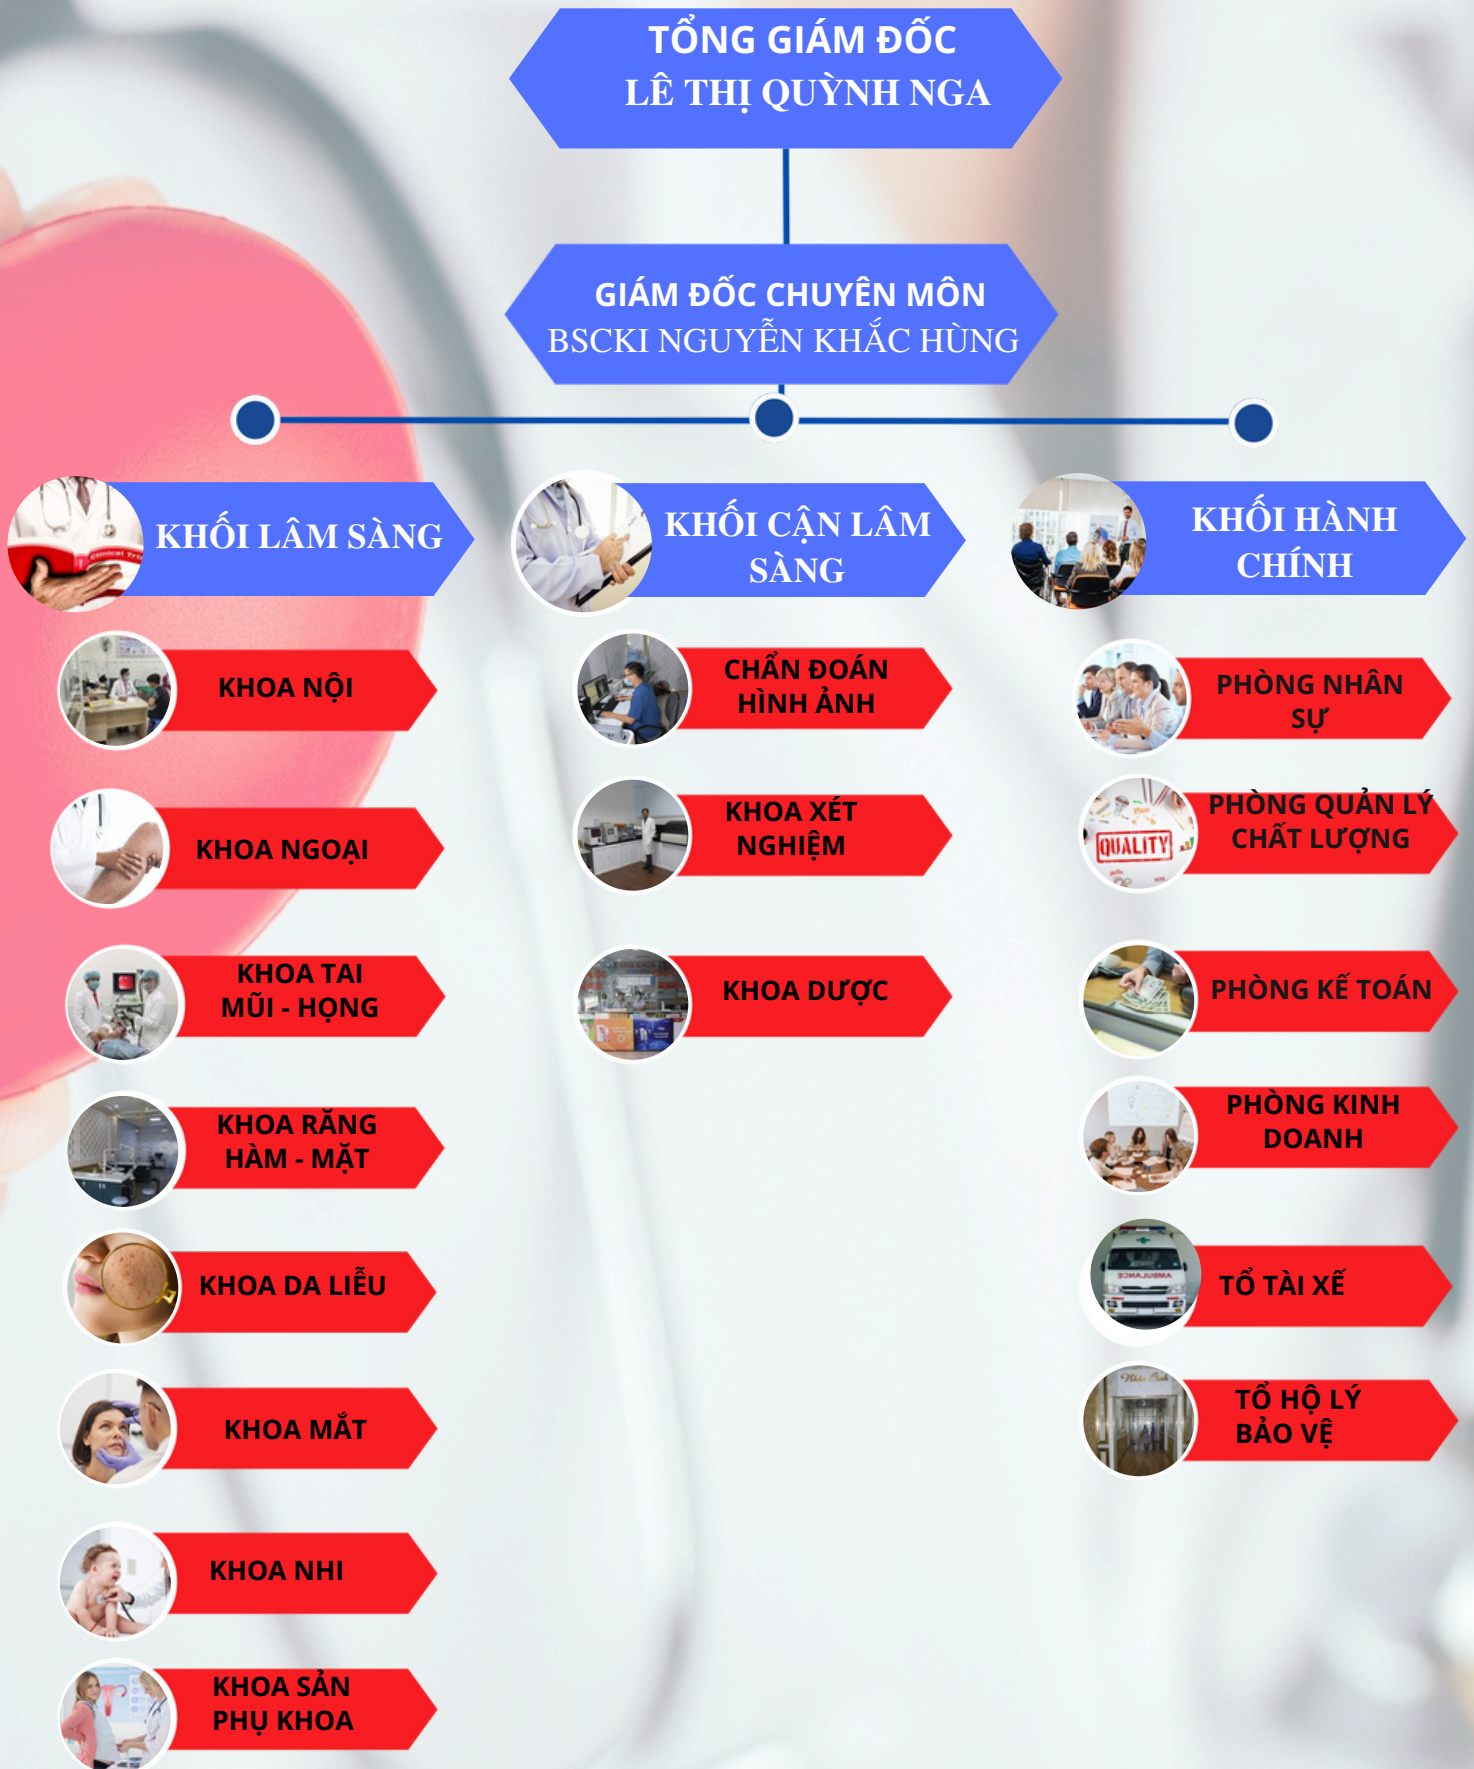 TỔNG GIÁM ĐỐC
LÊ THỊ QUỲNH NGA
GIÁM ĐỐC CHUYÊN MÔN
BSCKI NGUYỄN KHẮC HÙNG
KHỐI LÂM SÀNG
KHOA NỘI
KHOA NGOẠI
KHOA TAI
MŨI - HỌNG
KHOA RĂNG
HÀM - MẶT
KHOA DA LIỄU
KHOA MẮT
KHOA NHI
KHOA SẢN
PHỤ KHOA
KHỐI CẬN LÂM
SÀNG
CHẨN ĐOÁN
HÌNH ẢNH
KHOA XÉT
NGHIỆM
KHOA DƯỢC
KHỐI HÀNH
CHÍNH
PHÒNG NHÂN
SỰ
PHÒNG QUẢN LÝ
CHẤT LƯỢNG
QUALITY
PHÒNG KẾ TOÁN
PHÒNG KINH
DOANH
TỔ TÀI XẾ
AMBULANCE
TỔ HỘ LÝ
BẢO VỆ